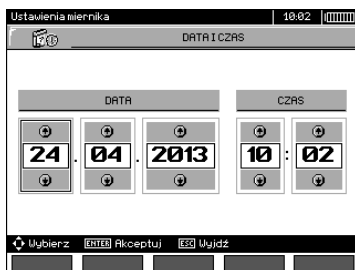 Ustawienia miernika 10:02
DATA I CZAS
DATA CZAS
24 . 04 . 2013 10 : 02
Wybierz ENTER Akceptuj ESC Wyjdź